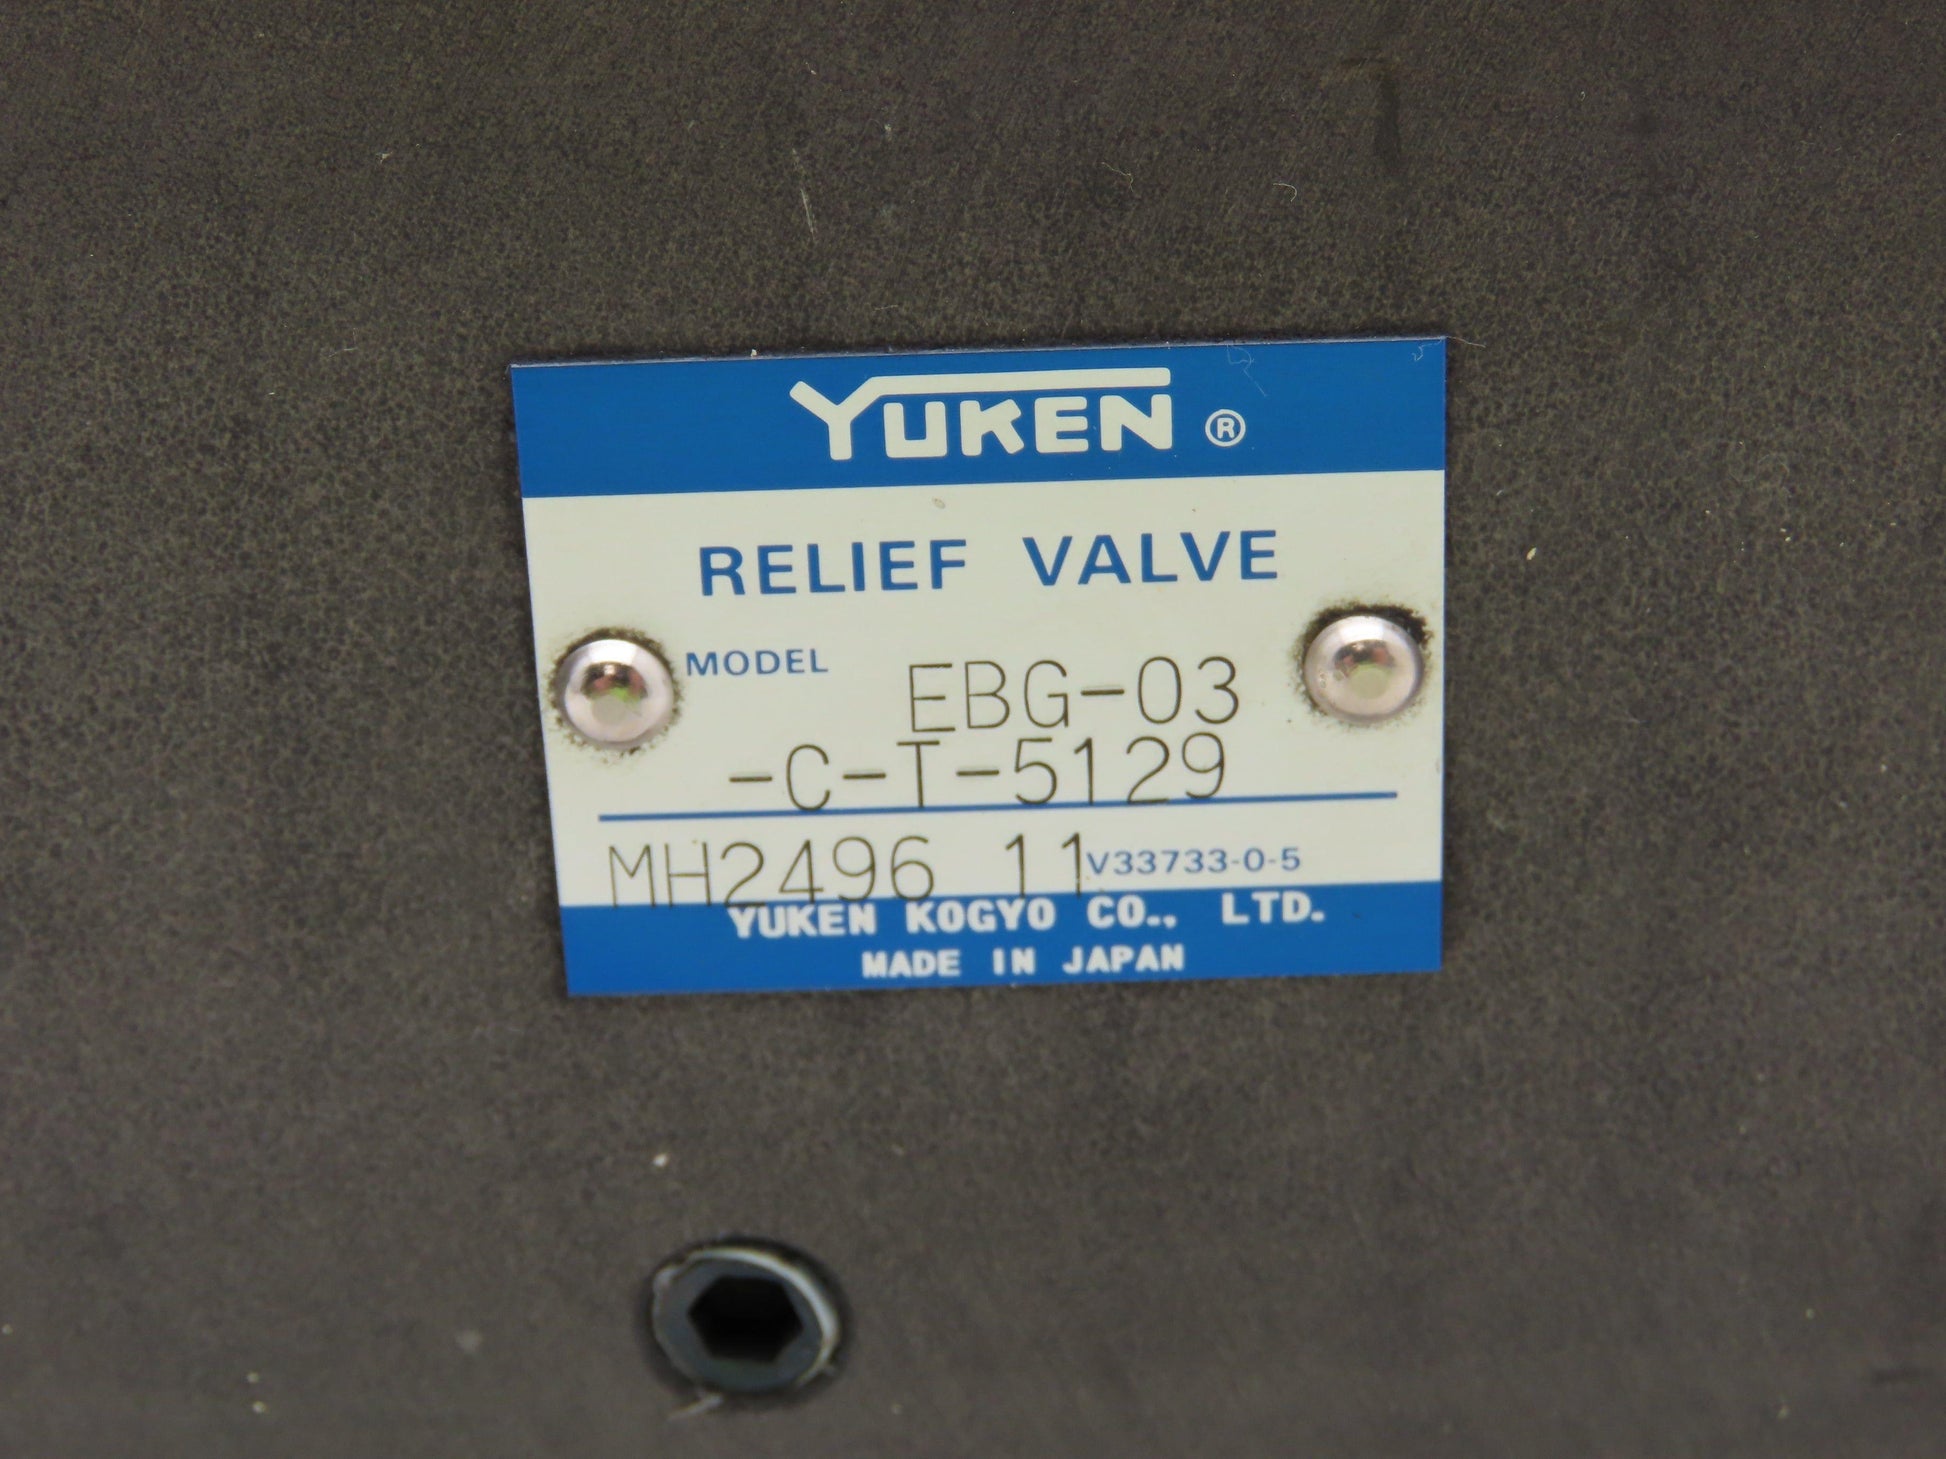 YUKEN ®
RELIEF VALVE
MODEL EBG-03
-C-T-5129
MH2496 11 V33733-0-5
YUKEN KOGYO CO., LTD.
MADE IN JAPAN